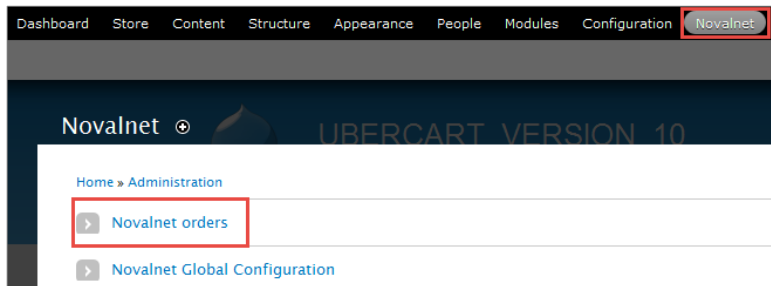 Dashboard Store Content Structure Appearance People Modules Configuration Novalnet
Novalnet
UBERCART VERSION 10
Home » Administration
Novalnet orders
Novalnet Global Configuration